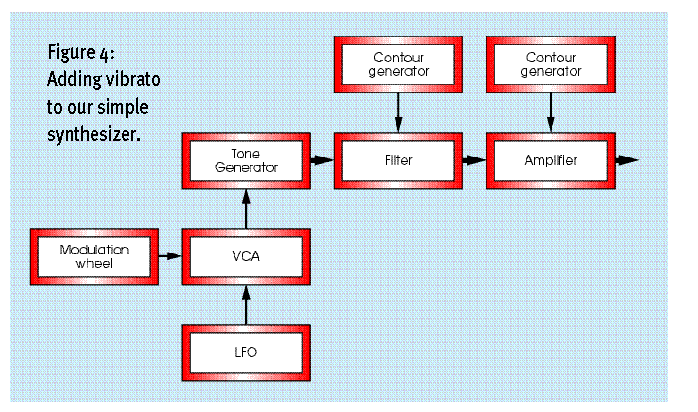 Figure 4:
Adding vibrato
to our simple
synthesizer.
Contour
generator
Contour
generator
Tone
Generator
Filter
Amplifier
Modulation
wheel
VCA
LFO